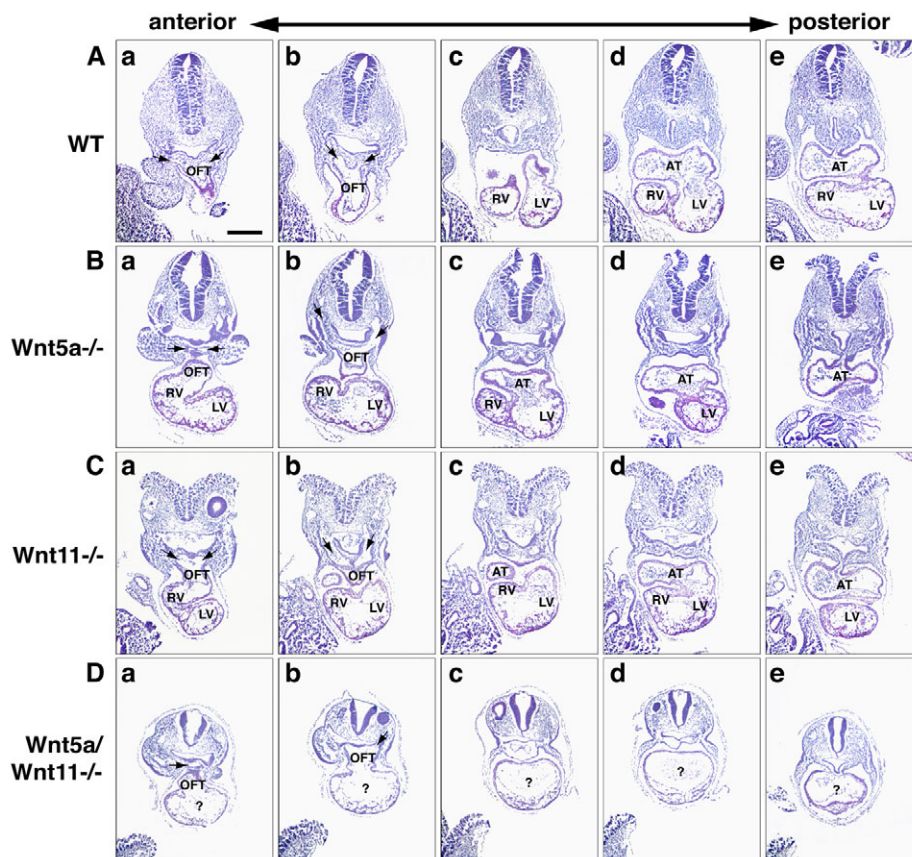 anterior posterior
A a b c d e
WT
OFT OFT RV LV AT RV LV AT RV LV
B a b c d e
Wnt5a-/-
OFT RV LV OFT RV LV AT RV LV AT LV AT
C a b c d e
Wnt11-/-
OFT RV LV OFT RV LV AT RV LV AT RV LV AT LV
D a b c d e
Wnt5a/
Wnt11-/-
OFT ? OFT ? ? ? ?